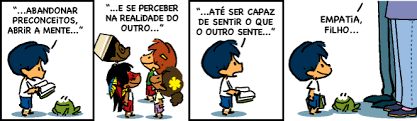 "...ABANDONAR
PRECONCEITOS,
ABRIR A MENTE..."
"...E SE PERCEBER
NA REALIDADE DO
OUTRO..."
"...ATÉ SER CAPAZ
DE SENTIR O QUE
O OUTRO SENTE..."
EMPATIA,
FILHO...